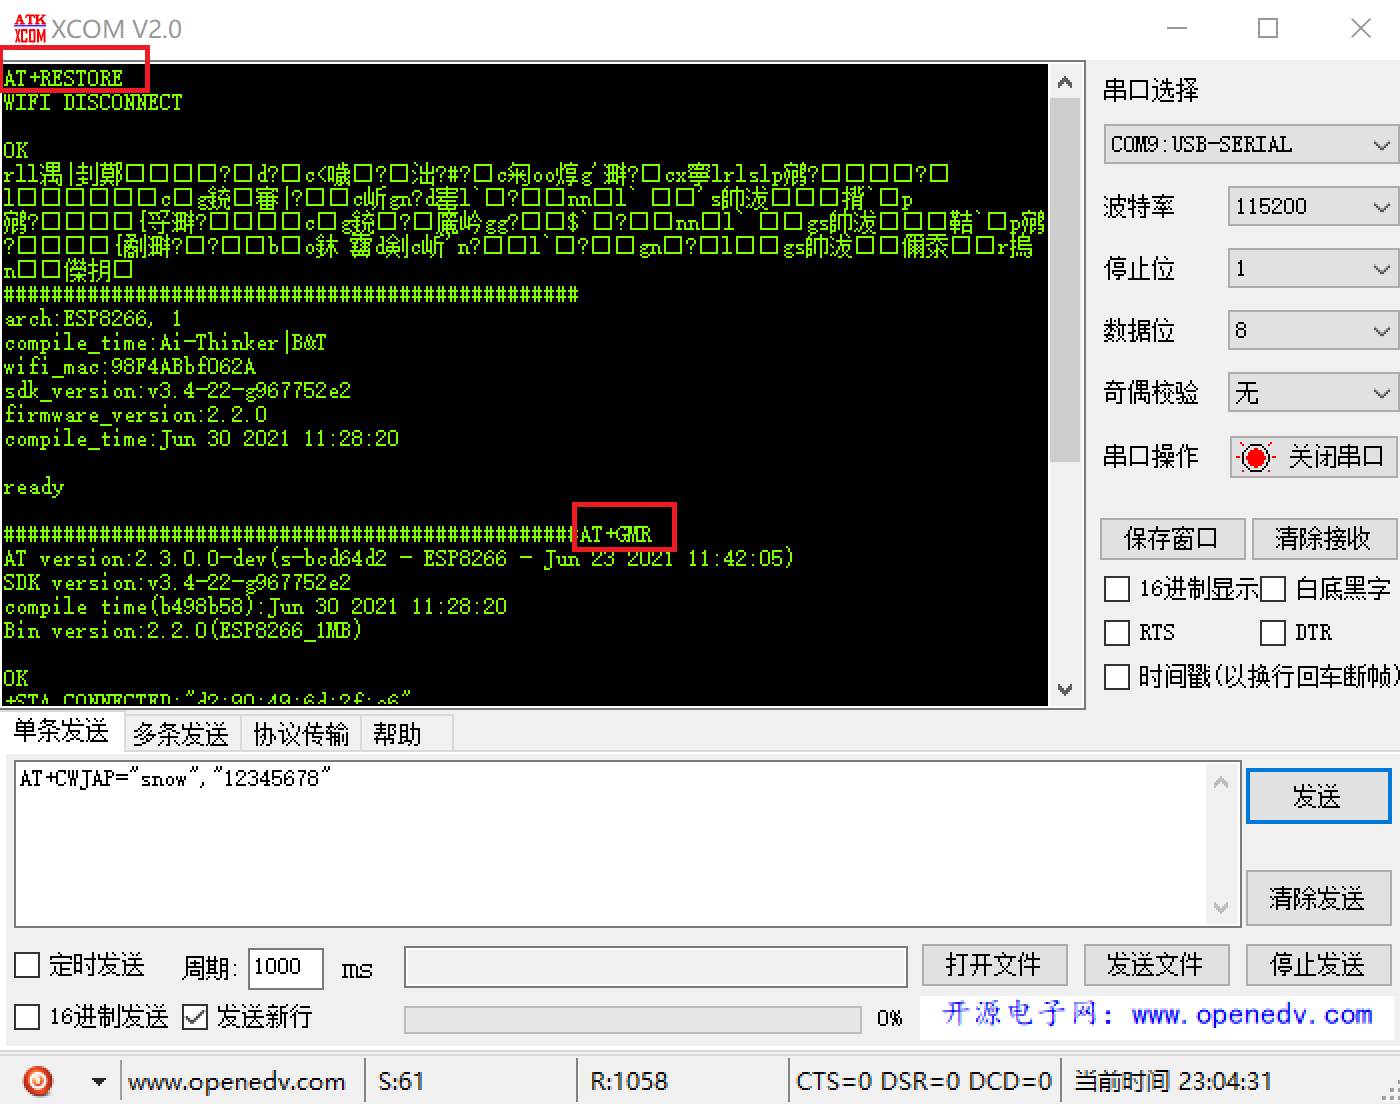 ATK XCOM XCOM V2.0
AT+RESTORE
WIFI DISCONNECT
OK
################################################
arch:ESP8266, 1
compile_time:Ai-Thinker|B&T
wifi_mac:98F4ABbf062A
sdk_version:v3.4-22-g967752e2
firmware_version:2.2.0
compile_time:Jun 30 2021 11:28:20
ready
################################################AT+GMR
AT version:2.3.0.0-dev(s-bcd64d2 - ESP8266 - Jun 23 2021 11:42:05)
SDK version:v3.4-22-g967752e2
compile time(b498b58):Jun 30 2021 11:28:20
Bin version:2.2.0(ESP8266_1MB)
OK
+STA_CONNECTED:"d2:90:49:6d:2f:e6"
串口选择
COM9:USB-SERIAL
波特率 115200
停止位 1
数据位 8
奇偶校验 无
串口操作 关闭串口
保存窗口 清除接收
16进制显示 白底黑字
RTS DTR
时间戳(以换行回车断帧)
单条发送 多条发送 协议传输 帮助
AT+CWJAP="snow","12345678"
发送
清除发送
定时发送 周期: 1000 ms 打开文件 发送文件 停止发送
16进制发送 发送新行 0% 开源电子网: www.openedv.com
www.openedv.com S:61 R:1058 CTS=0 DSR=0 DCD=0 当前时间 23:04:31